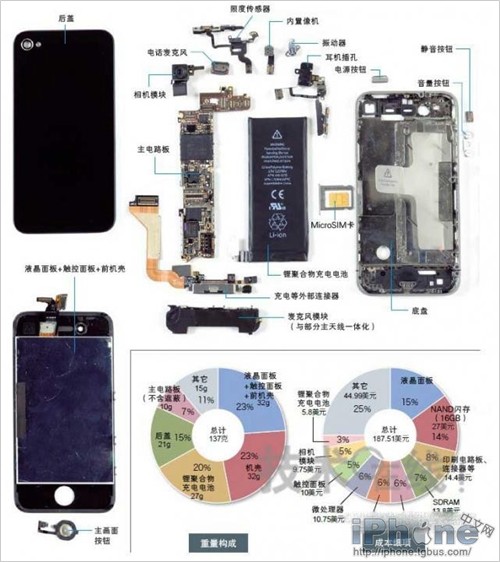 后盖
限度传感器
内置像机
振动器
静音按钮
电话麦克风
耳机插孔
电源按钮
音量按钮
相机模块
主电路板
Li-ion
MicroSIM卡
液晶面板+触控面板+前机壳
锂聚合物充电电池
充电等外部连接器
底盘
麦克风模块
(与部分主天线一体化)
主画面
按钮
主电路板
(不含遮蔽)
10g
7%
其它
15g
11%
液晶面板
+触控面板
+前机壳
32g
23%
后盖
21g
15%
总计
137克
23%
机壳
32g
20%
锂聚合物
充电电池
27g
重量构成
其它
44.99美元
25%
液晶面板
15%
锂聚合物
充电电池
5.8美元
3%
NAND闪存
(16GB)
27美元
14%
总计
187.51美元
相机
模块
9.75美元
5%
8%
印刷电路板、
连接器等
14.4美元
触控面板
10美元
5%
微处理器
10.75美元
6%
6%
7%
SDRAM
13.8美元
iPhone
中文网
http://iphone.tgbus.com/